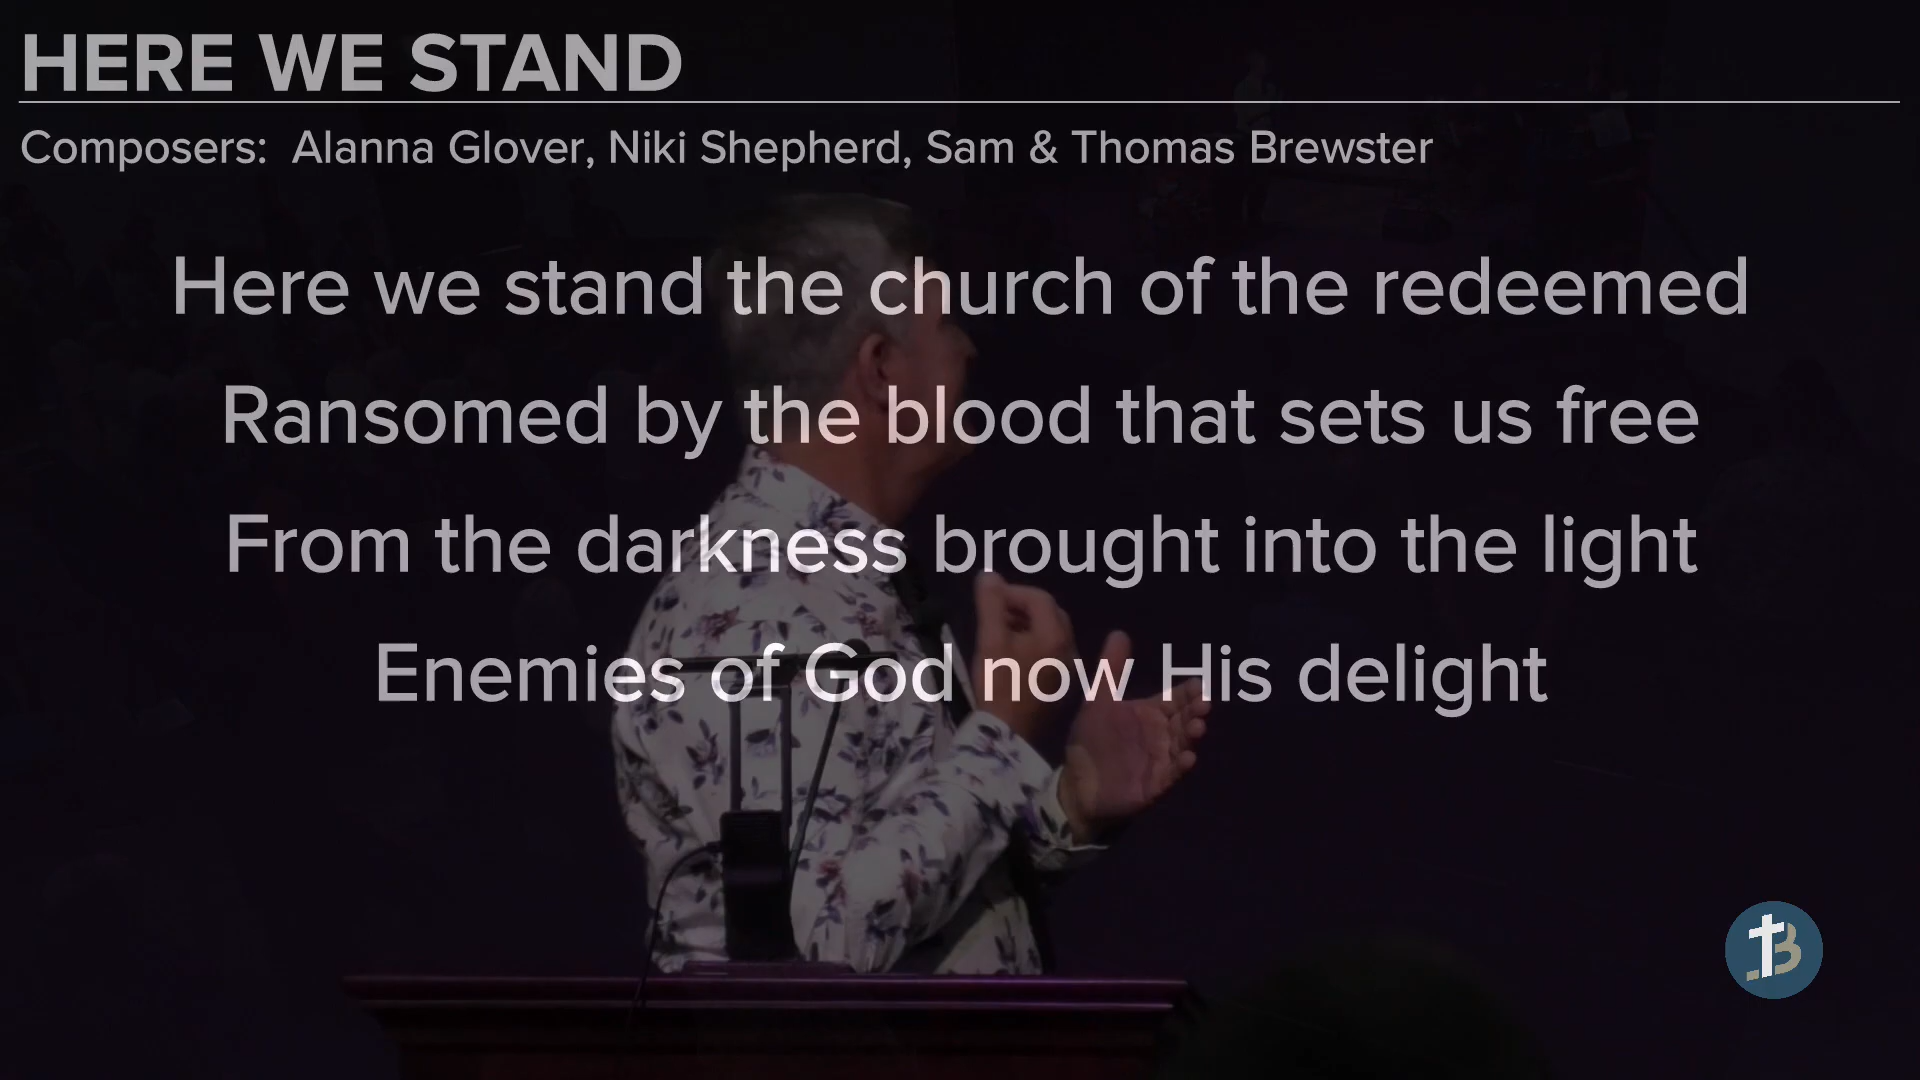 HERE WE STAND
Composers:  Alanna Glover, Niki Shepherd, Sam & Thomas Brewster
Here we stand the church of the redeemed
Ransomed by the blood that sets us free
From the darkness brought into the light
Enemies of God now His delight